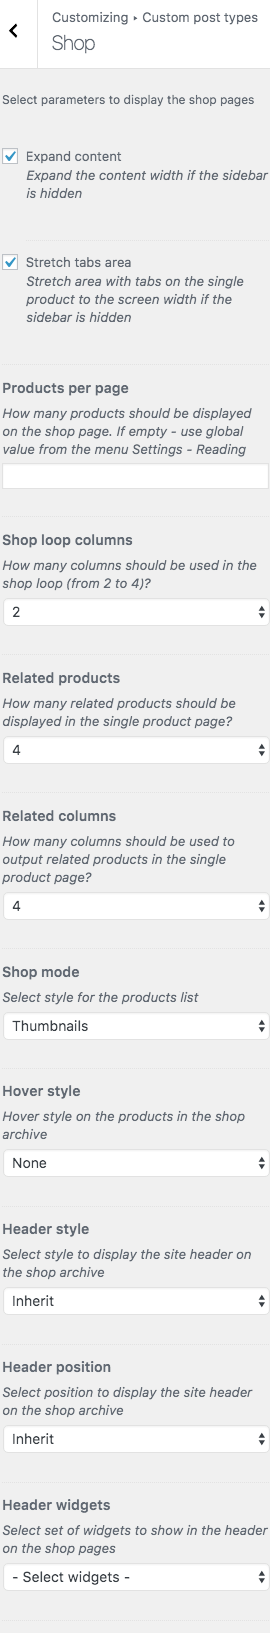 Customizing ▸ Custom post types
Shop
Select parameters to display the shop pages
Expand content
Expand the content width if the sidebar
is hidden
Stretch tabs area
Stretch area with tabs on the single
product to the screen width if the
sidebar is hidden
Products per page
How many products should be displayed
on the shop page. If empty - use global
value from the menu Settings - Reading
Shop loop columns
How many columns should be used in the
shop loop (from 2 to 4)?
2
Related products
How many related products should be
displayed in the single product page?
4
Related columns
How many columns should be used to
output related products in the single
product page?
4
Shop mode
Select style for the products list
Thumbnails
Hover style
Hover style on the products in the shop
archive
None
Header style
Select style to display the site header on
the shop archive
Inherit
Header position
Select position to display the site header
on the shop archive
Inherit
Header widgets
Select set of widgets to show in the header
on the shop pages
- Select widgets -